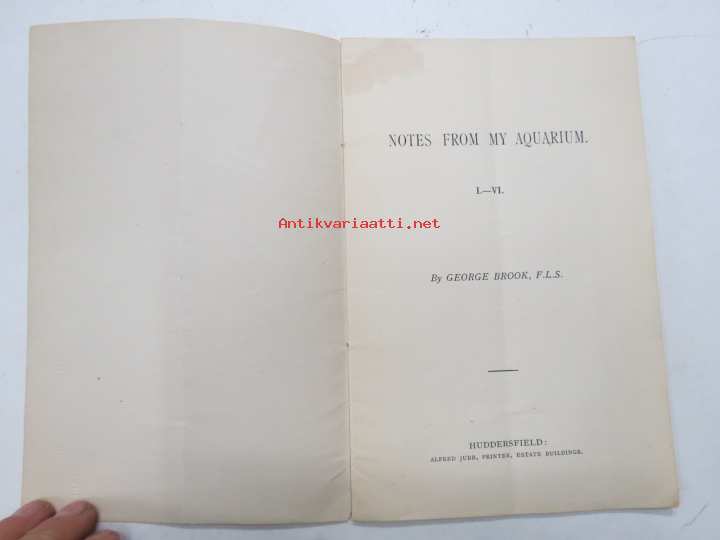 NOTES FROM MY AQUARIUM.
I.—VI.
Antikvariaatti.net
By GEORGE BROOK, F.L.S.
HUDDERSFIELD:
ALFRED JUBB, PRINTER, ESTATE BUILDINGS.